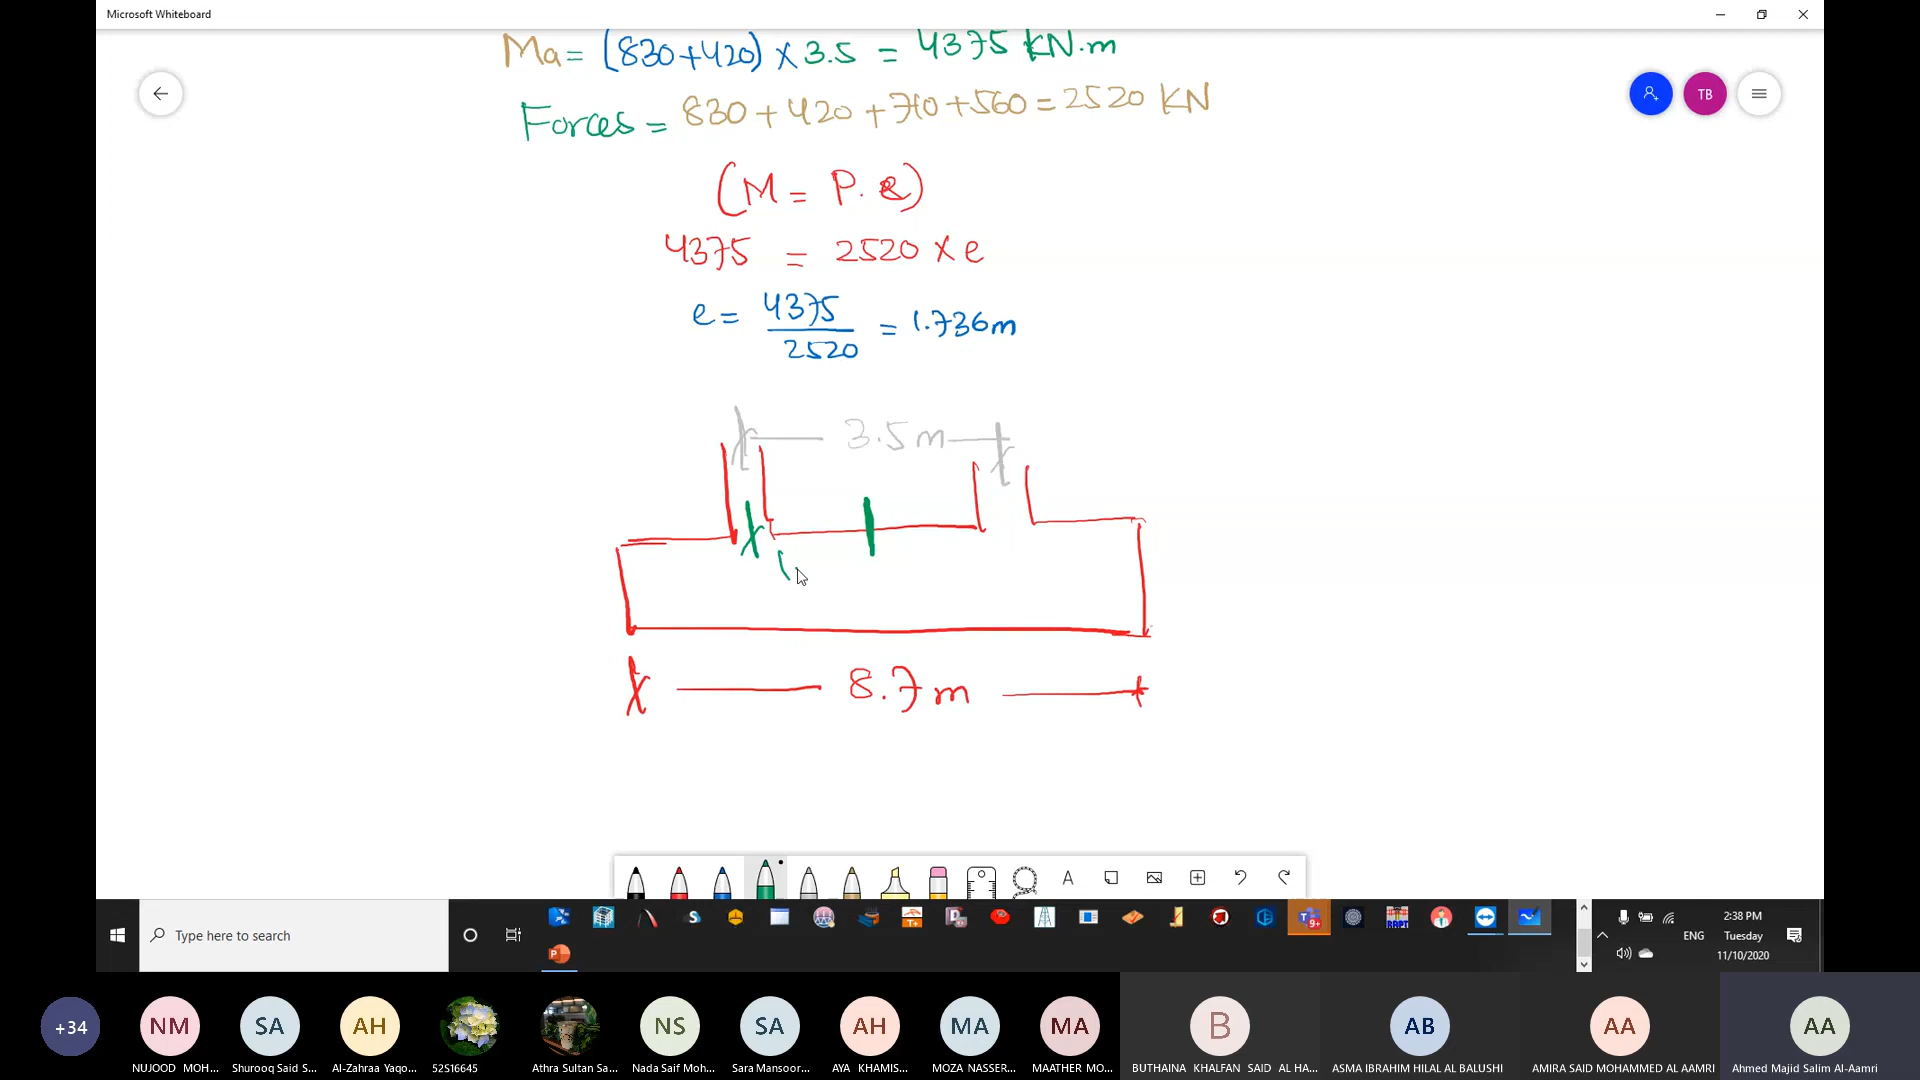 Microsoft Whiteboard
Ma = (830+420) x 3.5 = 4375 KN.m
TB
Forces = 830 + 420 + 710 + 560 = 2520 KN
(M = P. e)
4375 = 2520 x e
e = 4375 / 2520 = 1.736m
3.5 m
8.7 m
A
Type here to search
9+
ENG
2:38 PM
Tuesday
11/10/2020
+34
NM
SA
AH
NS
SA
AH
MA
MA
B
AB
AA
AA
NUJOOD MOH...
Shurooq Said S...
Al-Zahraa Yaqo...
52S16645
Athra Sultan Sa...
Nada Saif Moh...
Sara Mansoor...
AYA KHAMIS...
MOZA NASSER...
MAATHER MO...
BUTHAINA KHALFAN SAID AL HA...
ASMA IBRAHIM HILAL AL BALUSHI
AMIRA SAID MOHAMMED AL AAMRI
Ahmed Majid Salim Al-Aamri